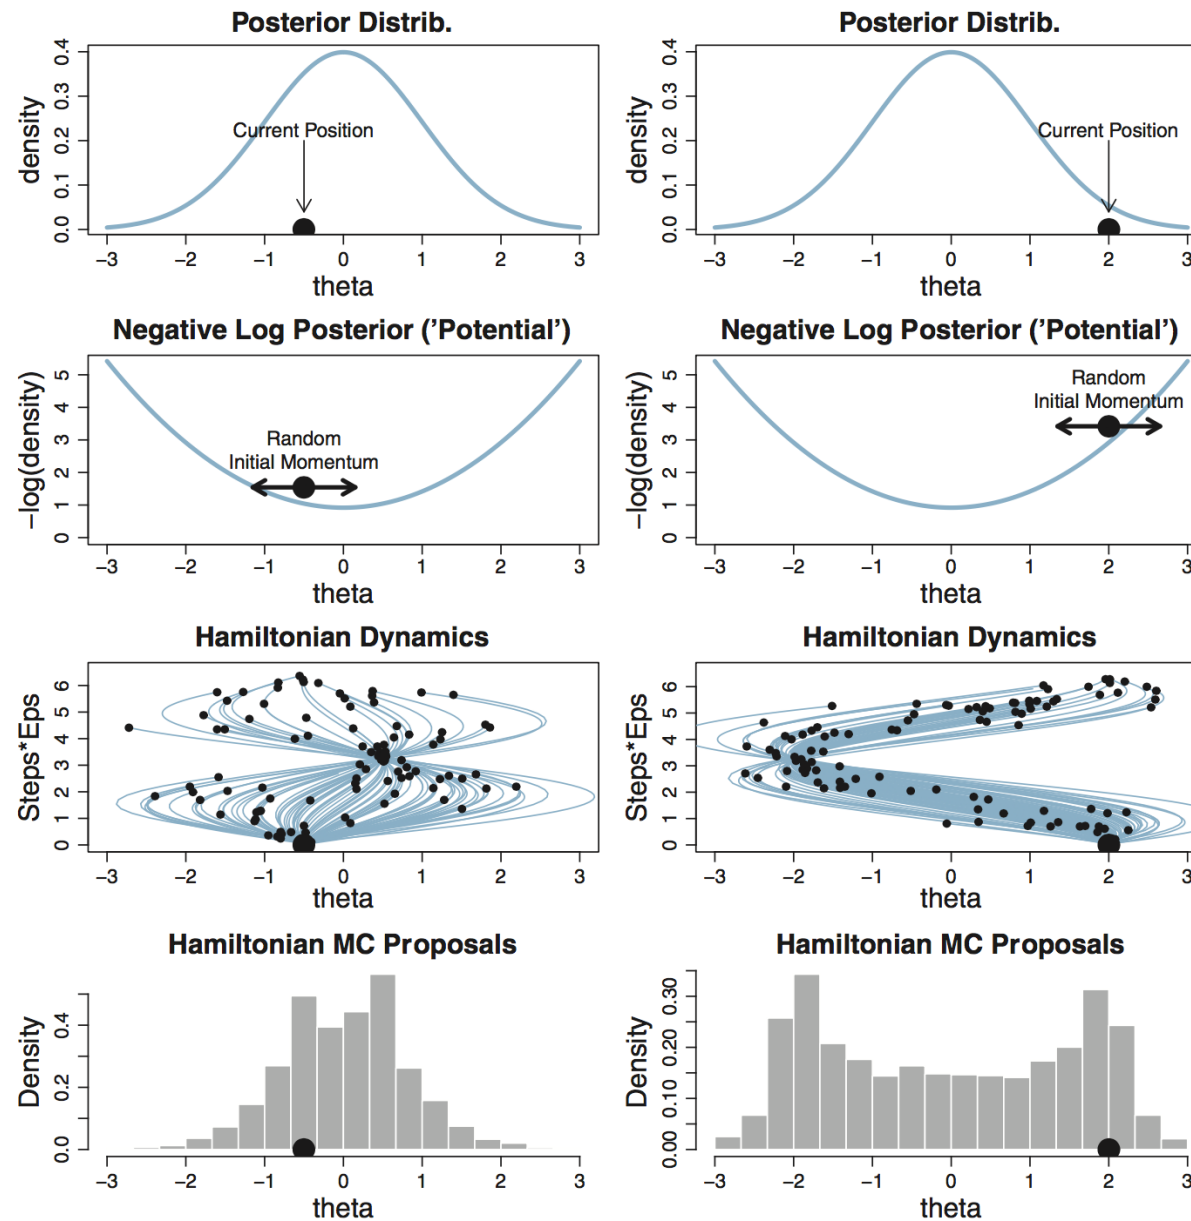 Posterior Distrib.
density
0.0 0.1 0.2 0.3 0.4
Current Position
−3 −2 −1 0 1 2 3
theta
Posterior Distrib.
density
0.0 0.1 0.2 0.3 0.4
Current Position
−3 −2 −1 0 1 2 3
theta
Negative Log Posterior (’Potential’)
−log(density)
0 1 2 3 4 5
Random
Initial Momentum
−3 −2 −1 0 1 2 3
theta
Negative Log Posterior (’Potential’)
−log(density)
0 1 2 3 4 5
Random
Initial Momentum
−3 −2 −1 0 1 2 3
theta
Hamiltonian Dynamics
Steps*Eps
0 1 2 3 4 5 6
−3 −2 −1 0 1 2 3
theta
Hamiltonian Dynamics
Steps*Eps
0 1 2 3 4 5 6
−3 −2 −1 0 1 2 3
theta
Hamiltonian MC Proposals
Density
0.0 0.2 0.4
−3 −2 −1 0 1 2 3
theta
Hamiltonian MC Proposals
Density
0.00 0.10 0.20 0.30
−3 −2 −1 0 1 2 3
theta